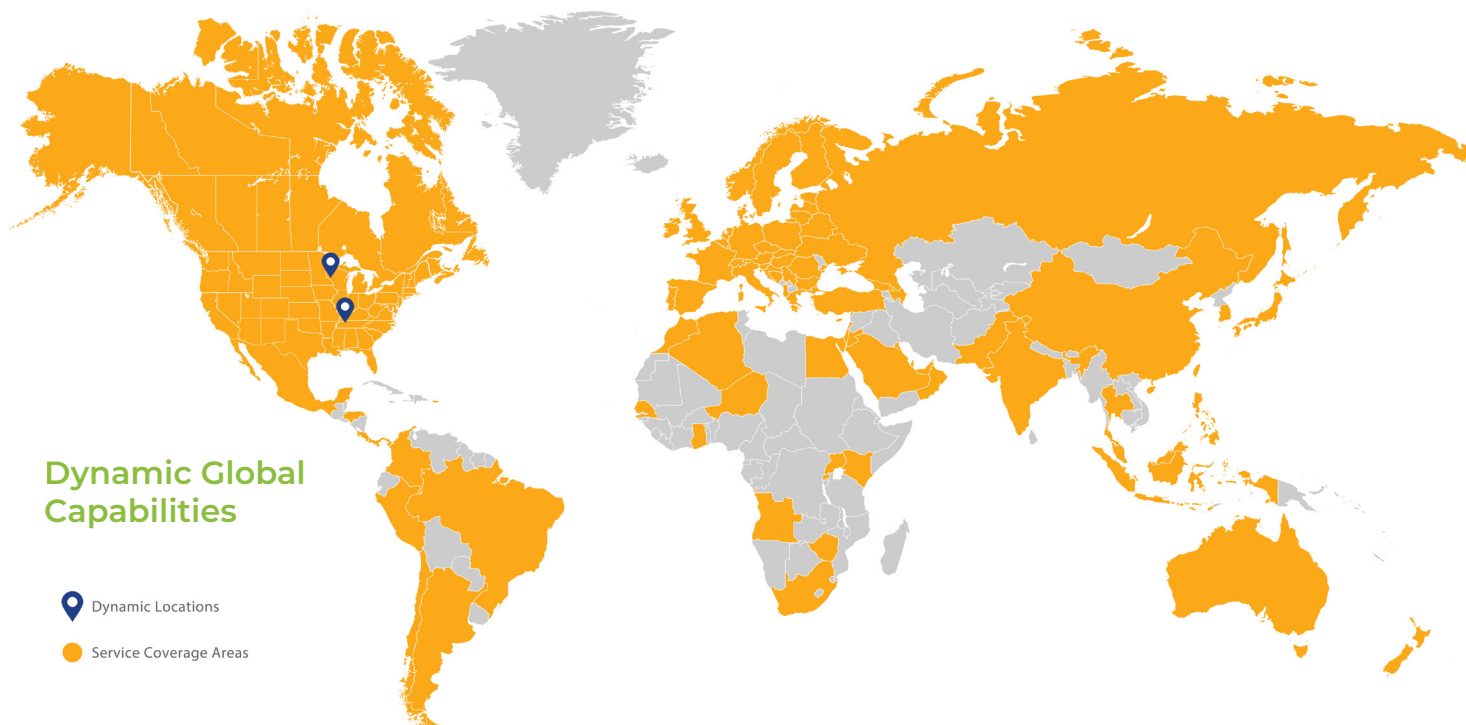 Dynamic Global
Capabilities
Dynamic Locations
Service Coverage Areas